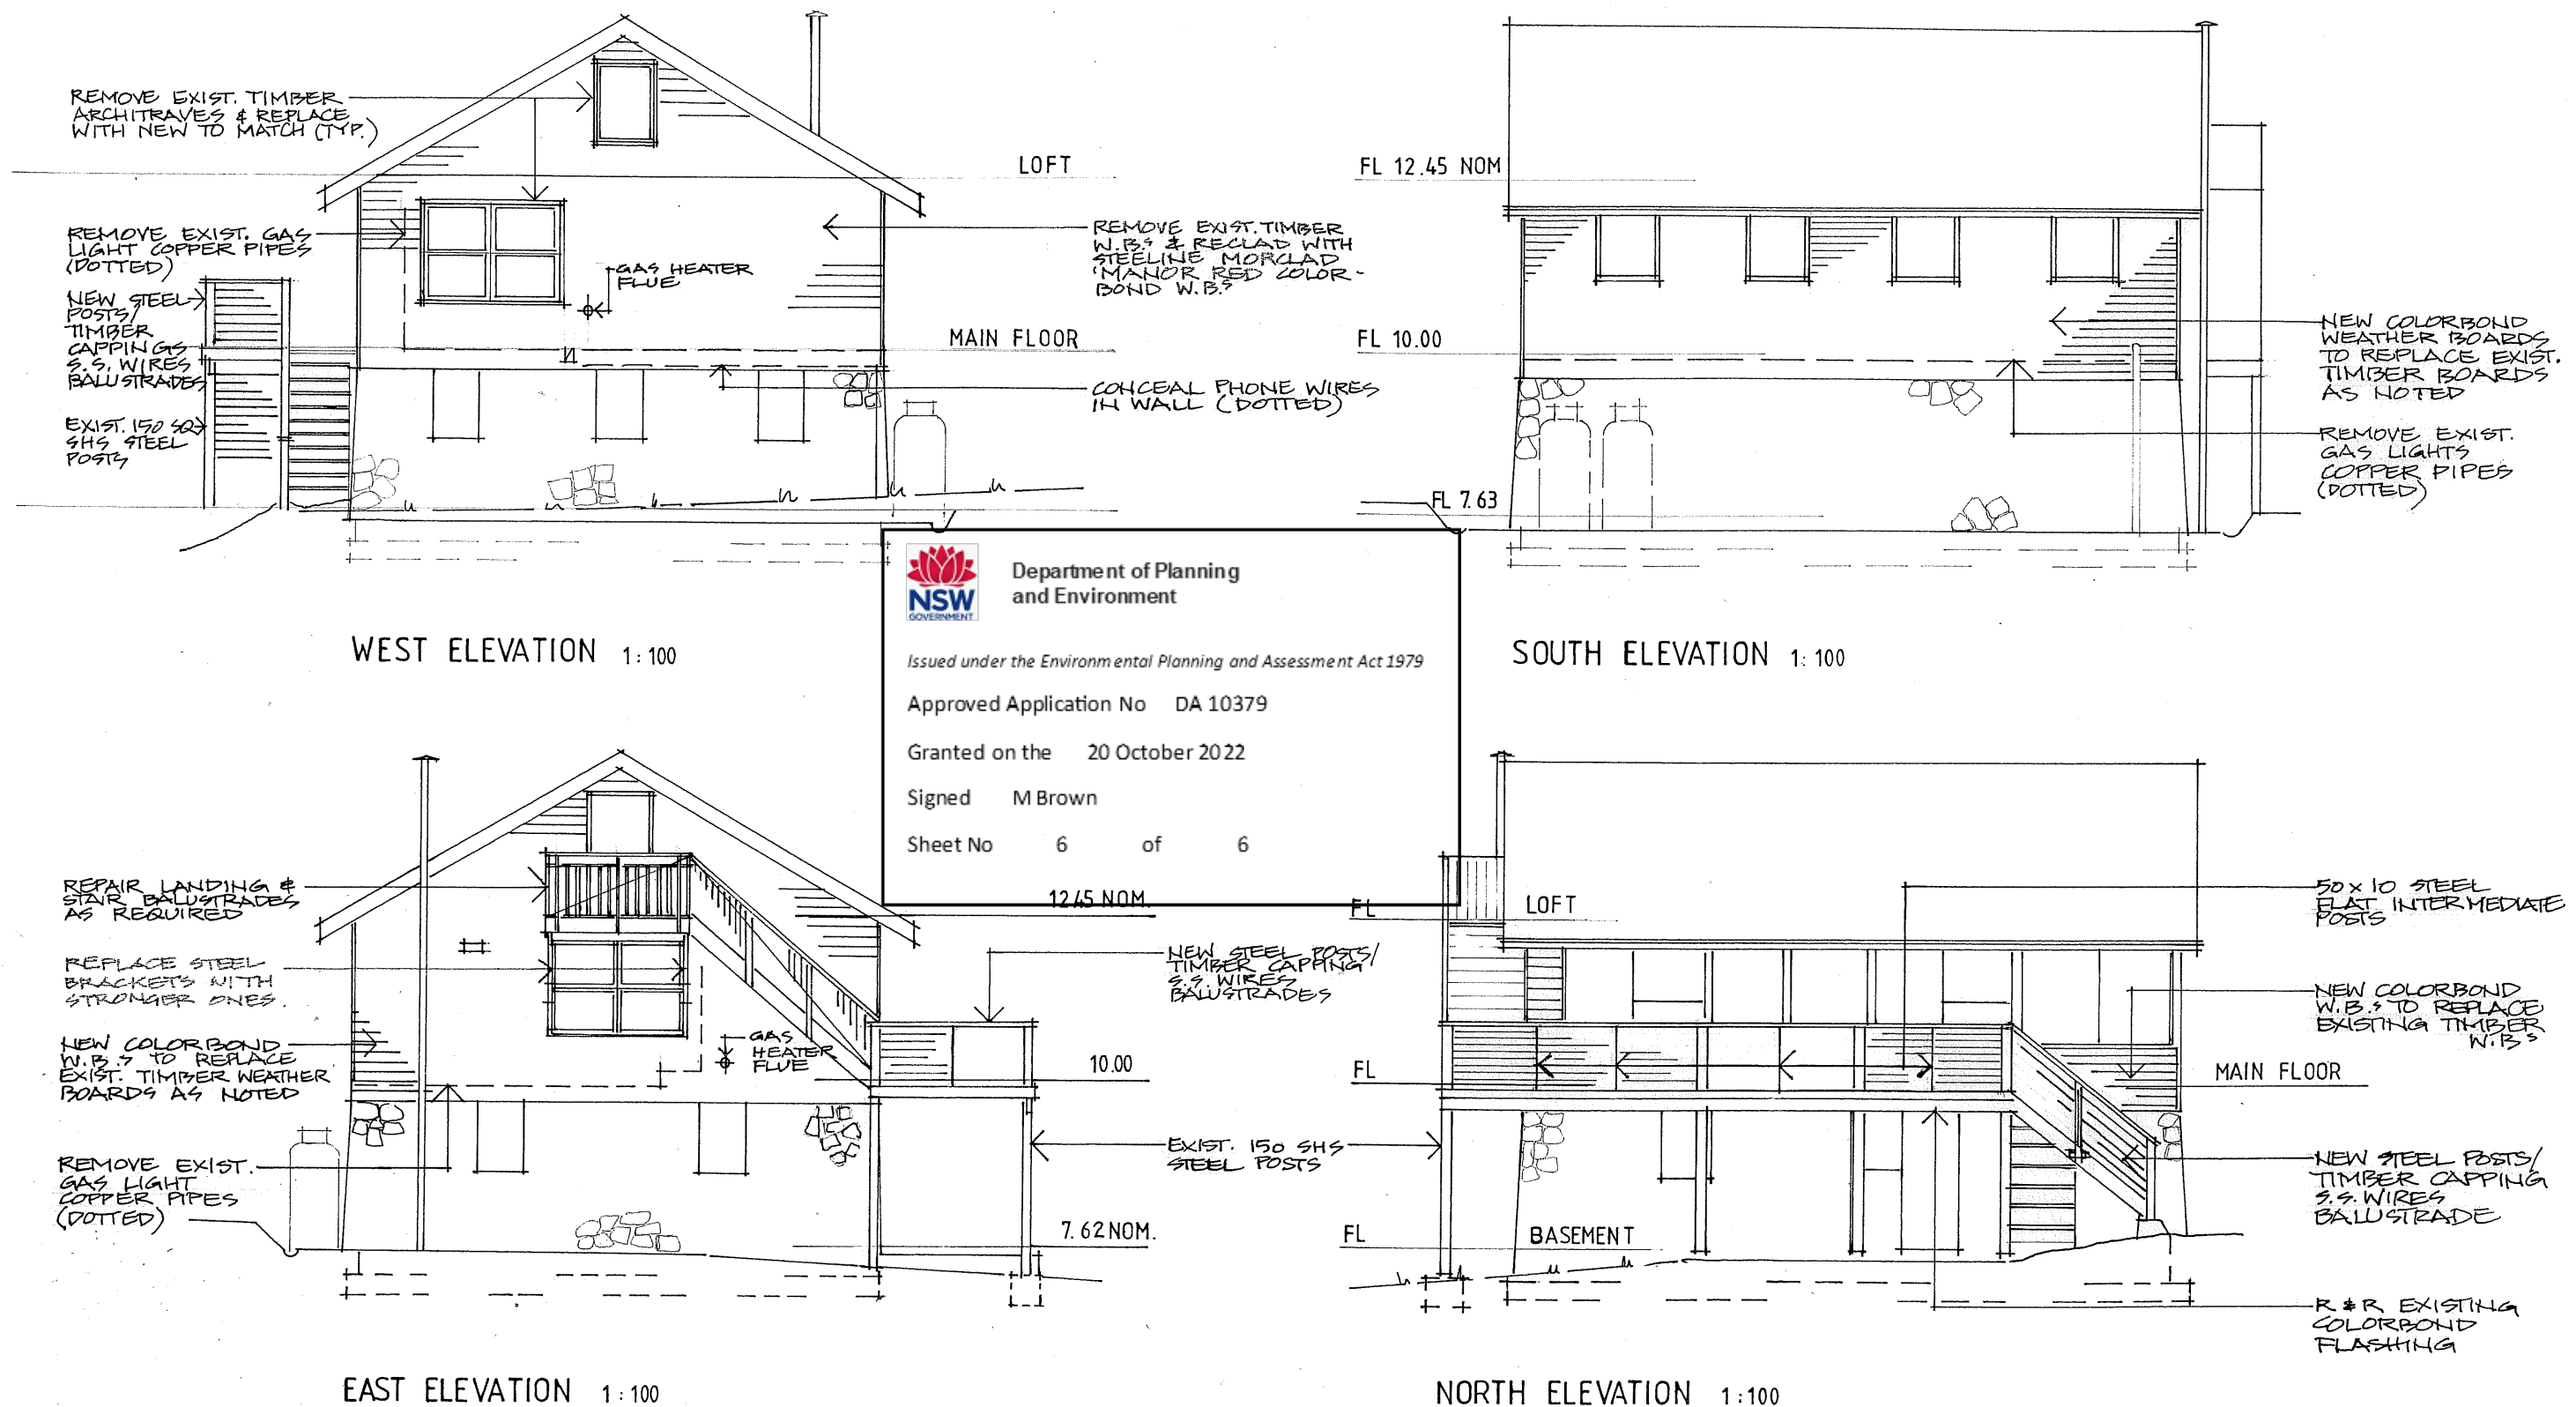 REMOVE EXIST. TIMBER
ARCHITRAVES & REPLACE
WITH NEW TO MATCH (TYP.)
LOFT
REMOVE EXIST. GAS
LIGHT COPPER PIPES
(DOTTED)
GAS HEATER
FLUE
REMOVE EXIST. TIMBER
W.B.S & RECLAD WITH
STEELINE MORCLAD
'MANOR RED' COLOR-
BOND W.B.S
NEW STEEL
POSTS/
TIMBER
CAPPINGS
S.S. WIRES
BALUSTRADES
MAIN FLOOR
CONCEAL PHONE WIRES
IN WALL (DOTTED)
EXIST. 150 SQ
SHS STEEL
POSTS
WEST ELEVATION 1:100
FL 12.45 NOM
FL 10.00
FL 7.63
NEW COLORBOND
WEATHER BOARDS
TO REPLACE EXIST.
TIMBER BOARDS
AS NOTED
REMOVE EXIST.
GAS LIGHTS
COPPER PIPES
(DOTTED)
SOUTH ELEVATION 1:100
NSW
GOVERNMENT
Department of Planning
and Environment
Issued under the Environmental Planning and Assessment Act 1979
Approved Application No DA 10379
Granted on the 20 October 2022
Signed M Brown
Sheet No 6 of 6
REPAIR LANDING &
STAIR BALUSTRADES
AS REQUIRED
REPLACE STEEL
BRACKETS WITH
STRONGER ONES.
NEW COLORBOND
W.B.S TO REPLACE
EXIST. TIMBER WEATHER
BOARDS AS NOTED
REMOVE EXIST.
GAS LIGHT
COPPER PIPES
(DOTTED)
GAS
HEATER
FLUE
12.45 NOM.
NEW STEEL POSTS/
TIMBER CAPPING
S.S. WIRES
BALUSTRADES
10.00
EXIST. 150 SHS
STEEL POSTS
7.62 NOM.
EAST ELEVATION 1:100
FL LOFT
FL
MAIN FLOOR
FL BASEMENT
50 x 10 STEEL
FLAT INTERMEDIATE
POSTS
NEW COLORBOND
W.B.S TO REPLACE
EXISTING TIMBER
W.B.S
NEW STEEL POSTS/
TIMBER CAPPING
S.S. WIRES
BALUSTRADE
R & R EXISTING
COLORBOND
FLASHING
NORTH ELEVATION 1:100